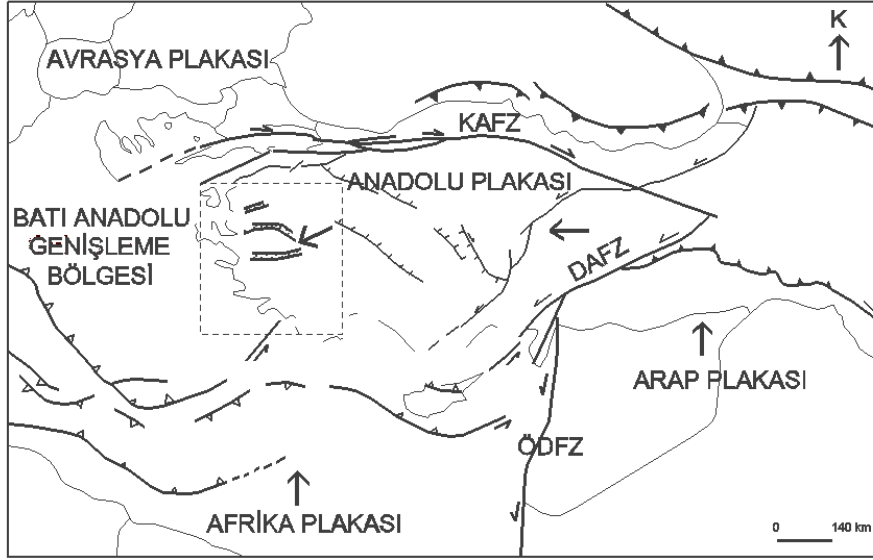 K
AVRASYA PLAKASI
KAFZ
ANADOLU PLAKASI
BATI ANADOLU
GENİŞLEME
BÖLGESİ
DAFZ
ARAP PLAKASI
ÖDFZ
AFRİKA PLAKASI
0 140 km